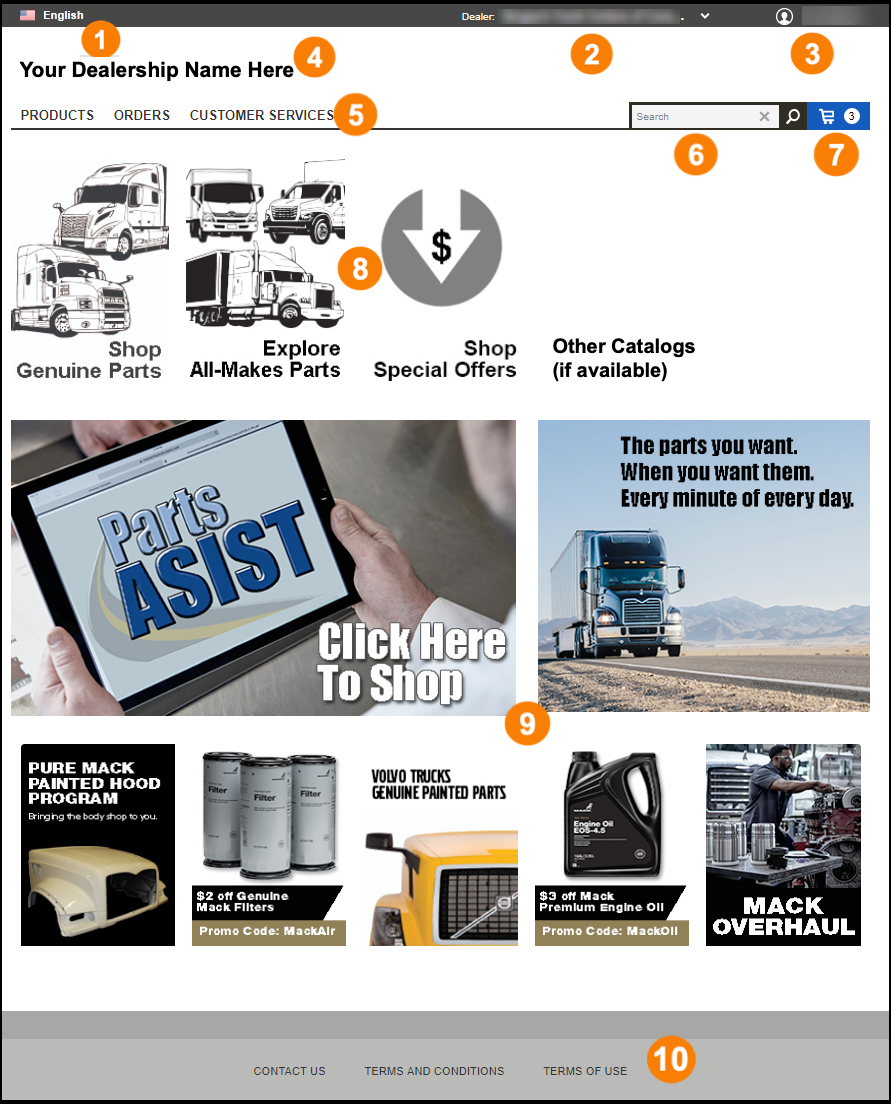 English
Dealer:
1
2
3
4
Your Dealership Name Here
PRODUCTS ORDERS CUSTOMER SERVICES
5
Search
3
6
7
MACK
8
$
Shop
Genuine Parts
Explore
All-Makes Parts
Shop
Special Offers
Other Catalogs
(if available)
Parts
ASIST
Click Here
To Shop
The parts you want.
When you want them.
Every minute of every day.
9
PURE MACK
PAINTED HOOD
PROGRAM
Bringing the body shop to you.
Filter
Filter
Filter
$2 off Genuine
Mack Filters
Promo Code: MackAir
VOLVO TRUCKS
GENUINE PAINTED PARTS
Engine Oil
EOS-4.5
$3 off Mack
Premium Engine Oil
Promo Code: MackOil
MACK
OVERHAUL
10
CONTACT US TERMS AND CONDITIONS TERMS OF USE